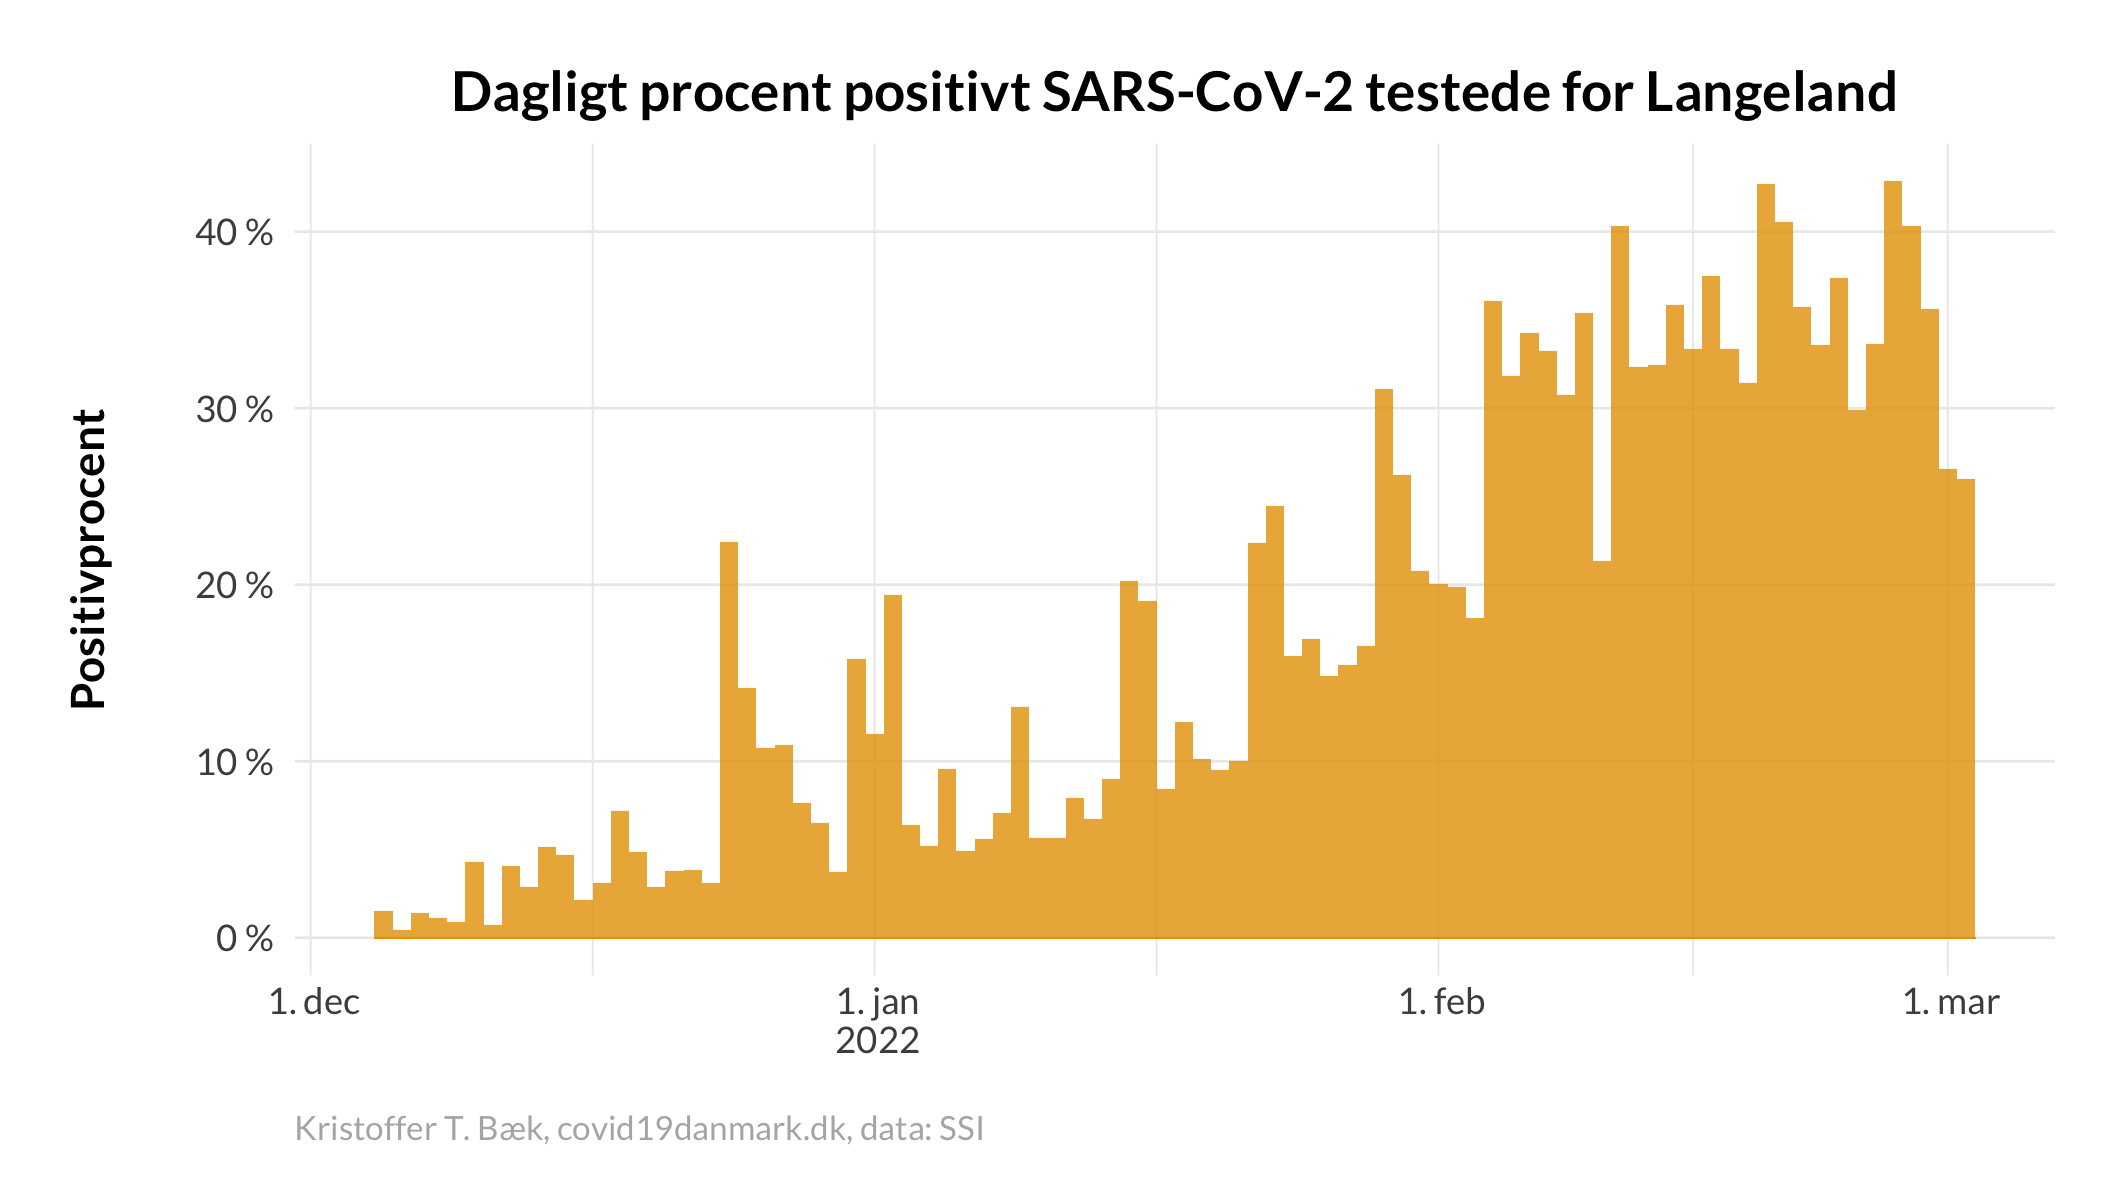 Dagligt procent positivt SARS-CoV-2 testede for Langeland
Positivprocent
40 %
30 %
20 %
10 %
0 %
1. dec
1. jan
2022
1. feb
1. mar
Kristoffer T. Bæk, covid19danmark.dk, data: SSI